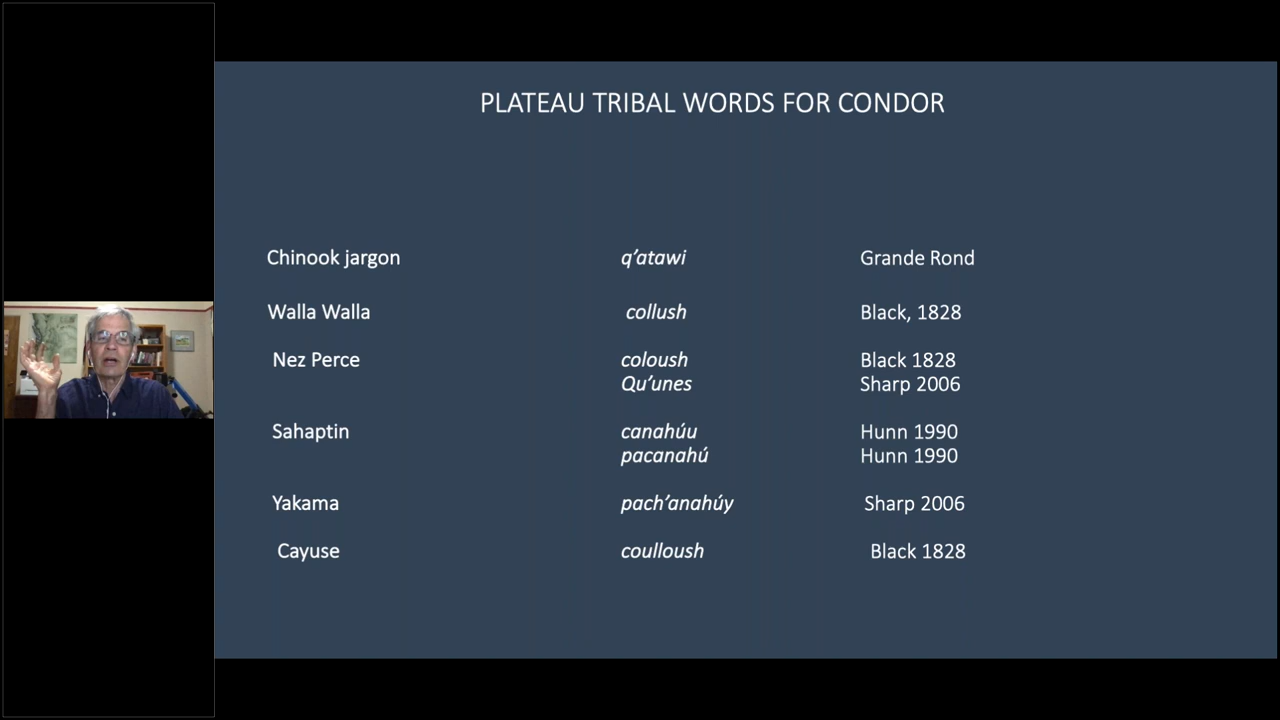 PLATEAU TRIBAL WORDS FOR CONDOR
Chinook jargon q’atawi Grande Rond
Walla Walla collush Black, 1828
Nez Perce coloush Black 1828
Qu’unes Sharp 2006
Sahaptin canahúu Hunn 1990
pacanahú Hunn 1990
Yakama pach’anahúy Sharp 2006
Cayuse coulloush Black 1828